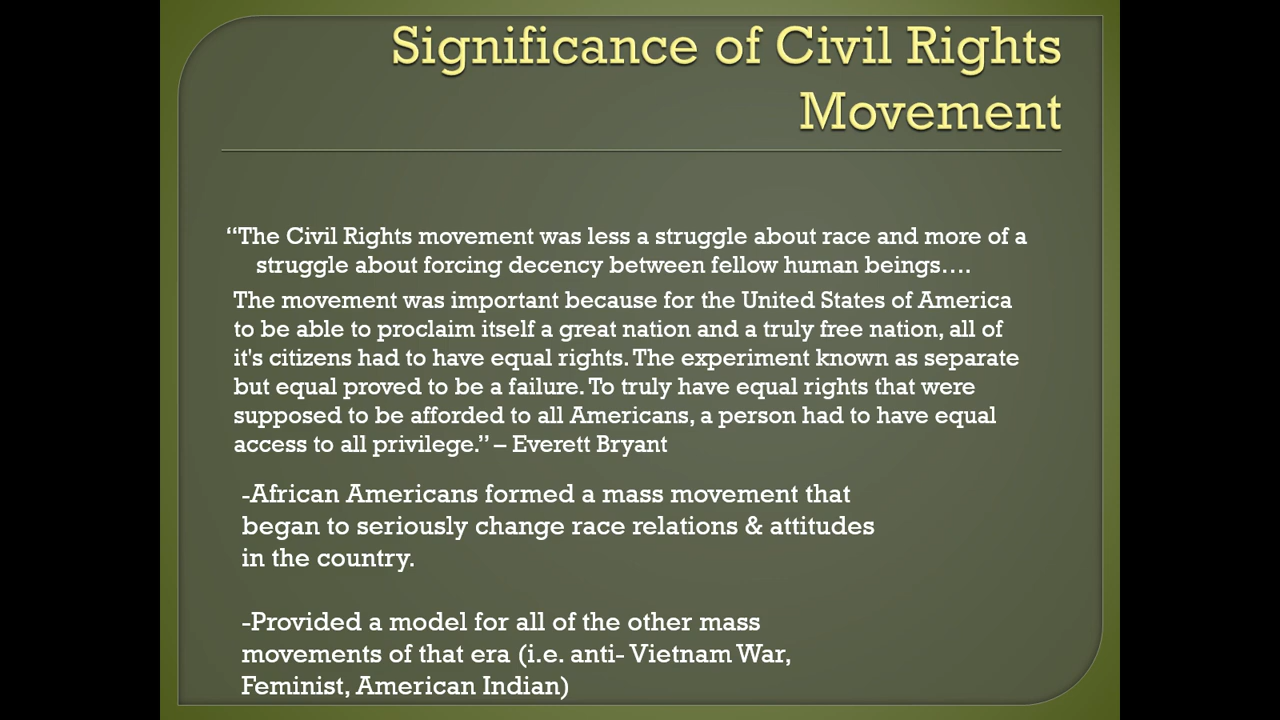 Significance of Civil Rights
Movement
“The Civil Rights movement was less a struggle about race and more of a
struggle about forcing decency between fellow human beings….
The movement was important because for the United States of America
to be able to proclaim itself a great nation and a truly free nation, all of
it's citizens had to have equal rights. The experiment known as separate
but equal proved to be a failure. To truly have equal rights that were
supposed to be afforded to all Americans, a person had to have equal
access to all privilege.” – Everett Bryant
-African Americans formed a mass movement that
began to seriously change race relations & attitudes
in the country.
-Provided a model for all of the other mass
movements of that era (i.e. anti- Vietnam War,
Feminist, American Indian)